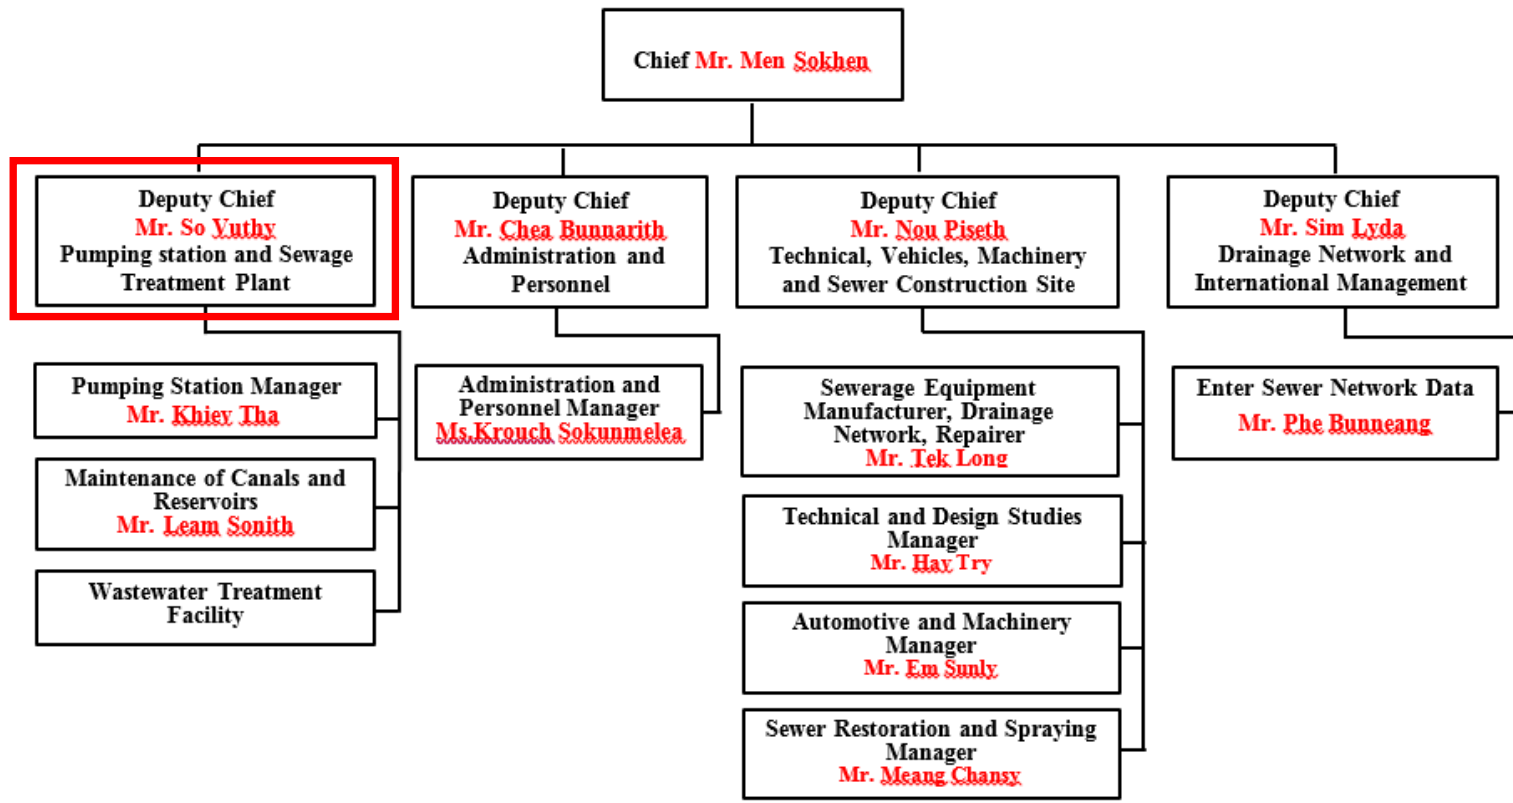 Chief Mr. Men Sokhen
Deputy Chief
Mr. So Vuthy
Pumping station and Sewage
Treatment Plant
Deputy Chief
Mr. Chea Bunnarith
Administration and
Personnel
Deputy Chief
Mr. Nou Piseth
Technical, Vehicles, Machinery
and Sewer Construction Site
Deputy Chief
Mr. Sim Lyda
Drainage Network and
International Management
Pumping Station Manager
Mr. Khiev Tha
Maintenance of Canals and
Reservoirs
Mr. Leam Sonith
Wastewater Treatment
Facility
Administration and
Personnel Manager
Ms.Krouch Sokunmelea
Sewerage Equipment
Manufacturer, Drainage
Network, Repairer
Mr. Tek Long
Technical and Design Studies
Manager
Mr. Hay Try
Automotive and Machinery
Manager
Mr. Em Sunly
Sewer Restoration and Spraying
Manager
Mr. Meang Chansy
Enter Sewer Network Data
Mr. Phe Bunneang